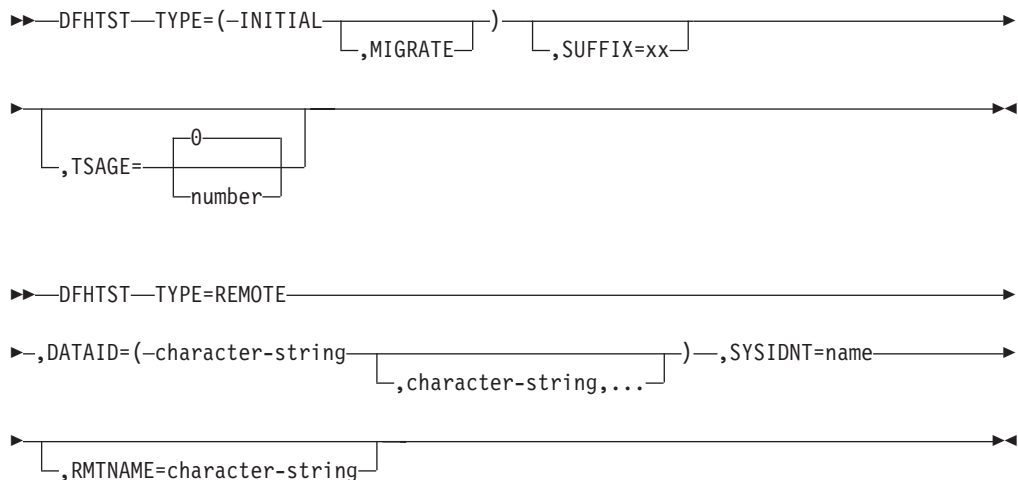 DFHTST TYPE=(INITIAL )
,MIGRATE ,SUFFIX=xx
0
,TSAGE=
number
DFHTST TYPE=REMOTE
,DATAID=(character-string ) ,SYSIDNT=name
,character-string,...
,RMTNAME=character-string